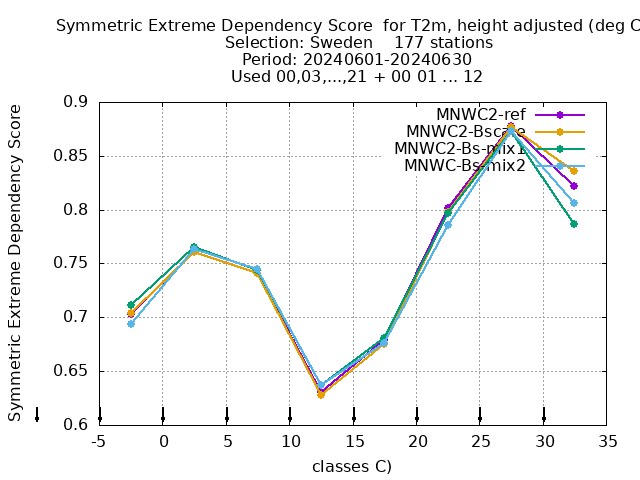 Symmetric Extreme Dependency Score for T2m, height adjusted (deg C
Selection: Sweden 177 stations
Period: 20240601-20240630
Used 00,03,...,21 + 00 01 ... 12
Symmetric Extreme Dependency Score
0.9
0.85
0.8
0.75
0.7
0.65
0.6
MNWC2-ref
MNWC2-Bscale
MNWC2-Bs-mix1
MNWC-Bs-mix2
-5 0 5 10 15 20 25 30 35
classes C)